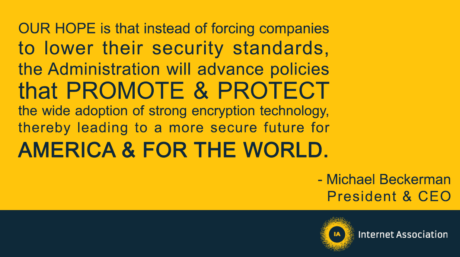 OUR HOPE is that instead of forcing companies
to lower their security standards,
the Administration will advance policies
that PROMOTE & PROTECT
the wide adoption of strong encryption technology,
thereby leading to a more secure future for
AMERICA & FOR THE WORLD.
- Michael Beckerman
President & CEO
IA
Internet Association